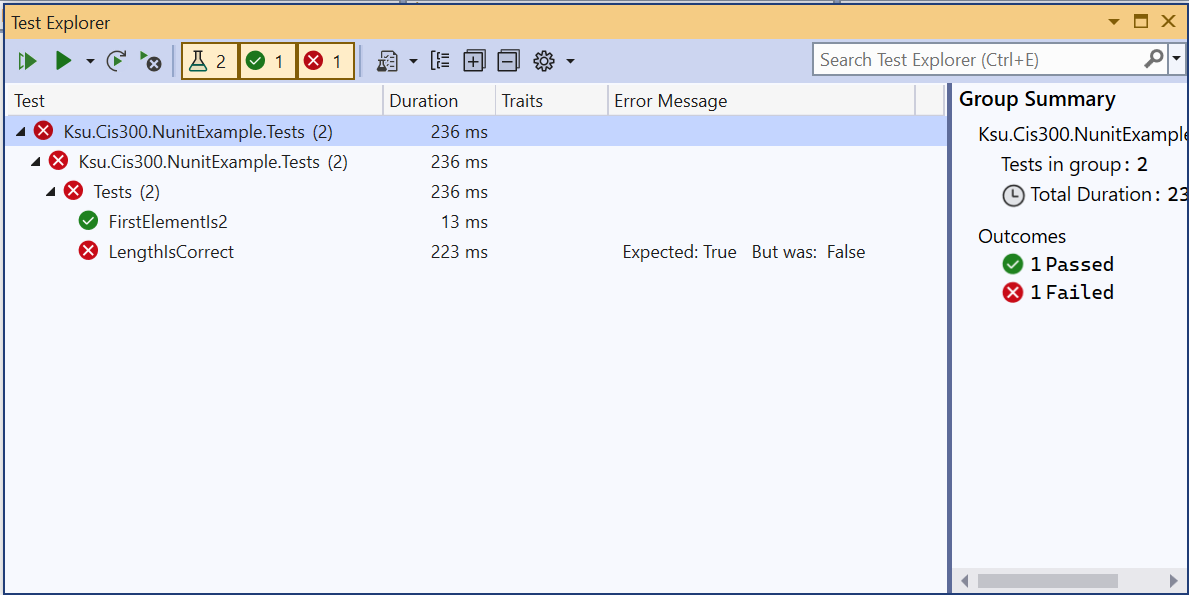 Test Explorer
2 1 1
Search Test Explorer (Ctrl+E)
Test Duration Traits Error Message
Ksu.Cis300.NunitExample.Tests (2) 236 ms
Ksu.Cis300.NunitExample.Tests (2) 236 ms
Tests (2) 236 ms
FirstElementIs2 13 ms
LengthIsCorrect 223 ms Expected: True But was: False
Group Summary
Ksu.Cis300.NunitExample
Tests in group: 2
Total Duration: 23
Outcomes
1 Passed
1 Failed